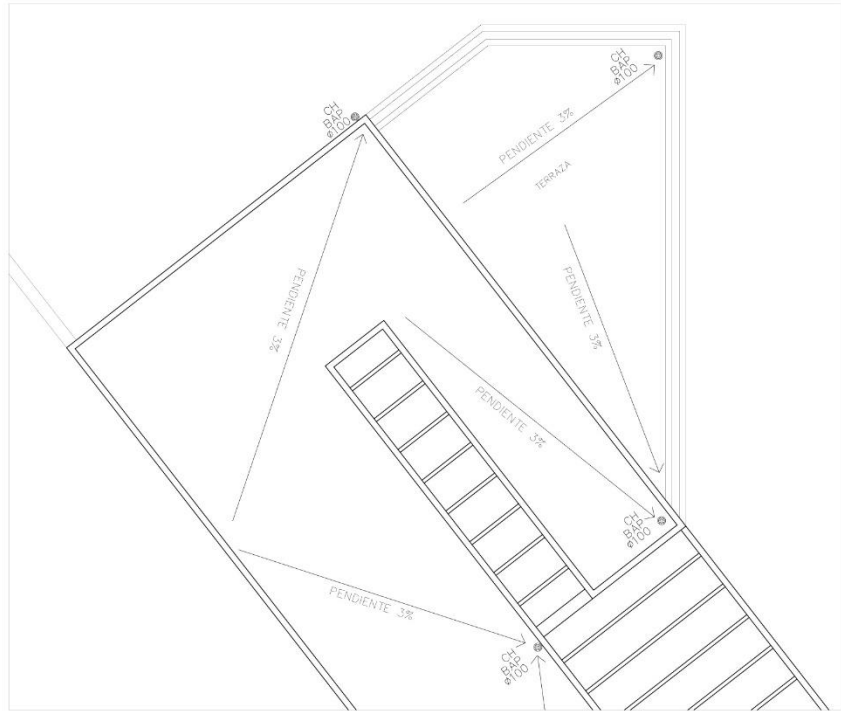 CH.
BAP
ø100
CH.
BAP
ø100
PENDIENTE 3%
TERRAZA
PENDIENTE 3%
PENDIENTE 3%
PENDIENTE 3%
CH.
BAP
ø100
PENDIENTE 3%
CH.
BAP
ø100